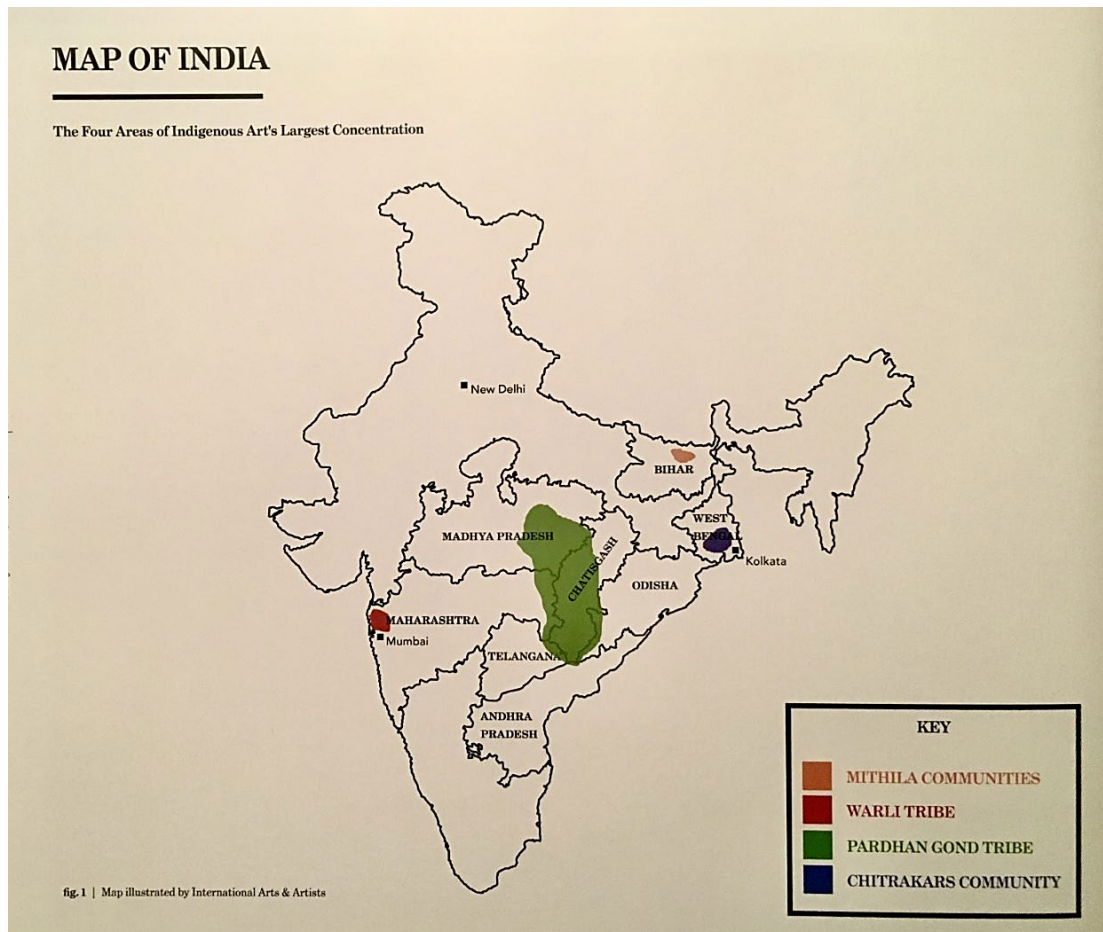 MAP OF INDIA
The Four Areas of Indigenous Art's Largest Concentration
New Delhi
BIHAR
MADHYA PRADESH
WEST
BENGAL
Kolkata
CHATISGASH
ODISHA
MAHARASHTRA
Mumbai
TELANGANA
ANDHRA
PRADESH
KEY
MITHILA COMMUNITIES
WARLI TRIBE
PARDHAN GOND TRIBE
CHITRAKARS COMMUNITY
fig. 1 | Map illustrated by International Arts & Artists